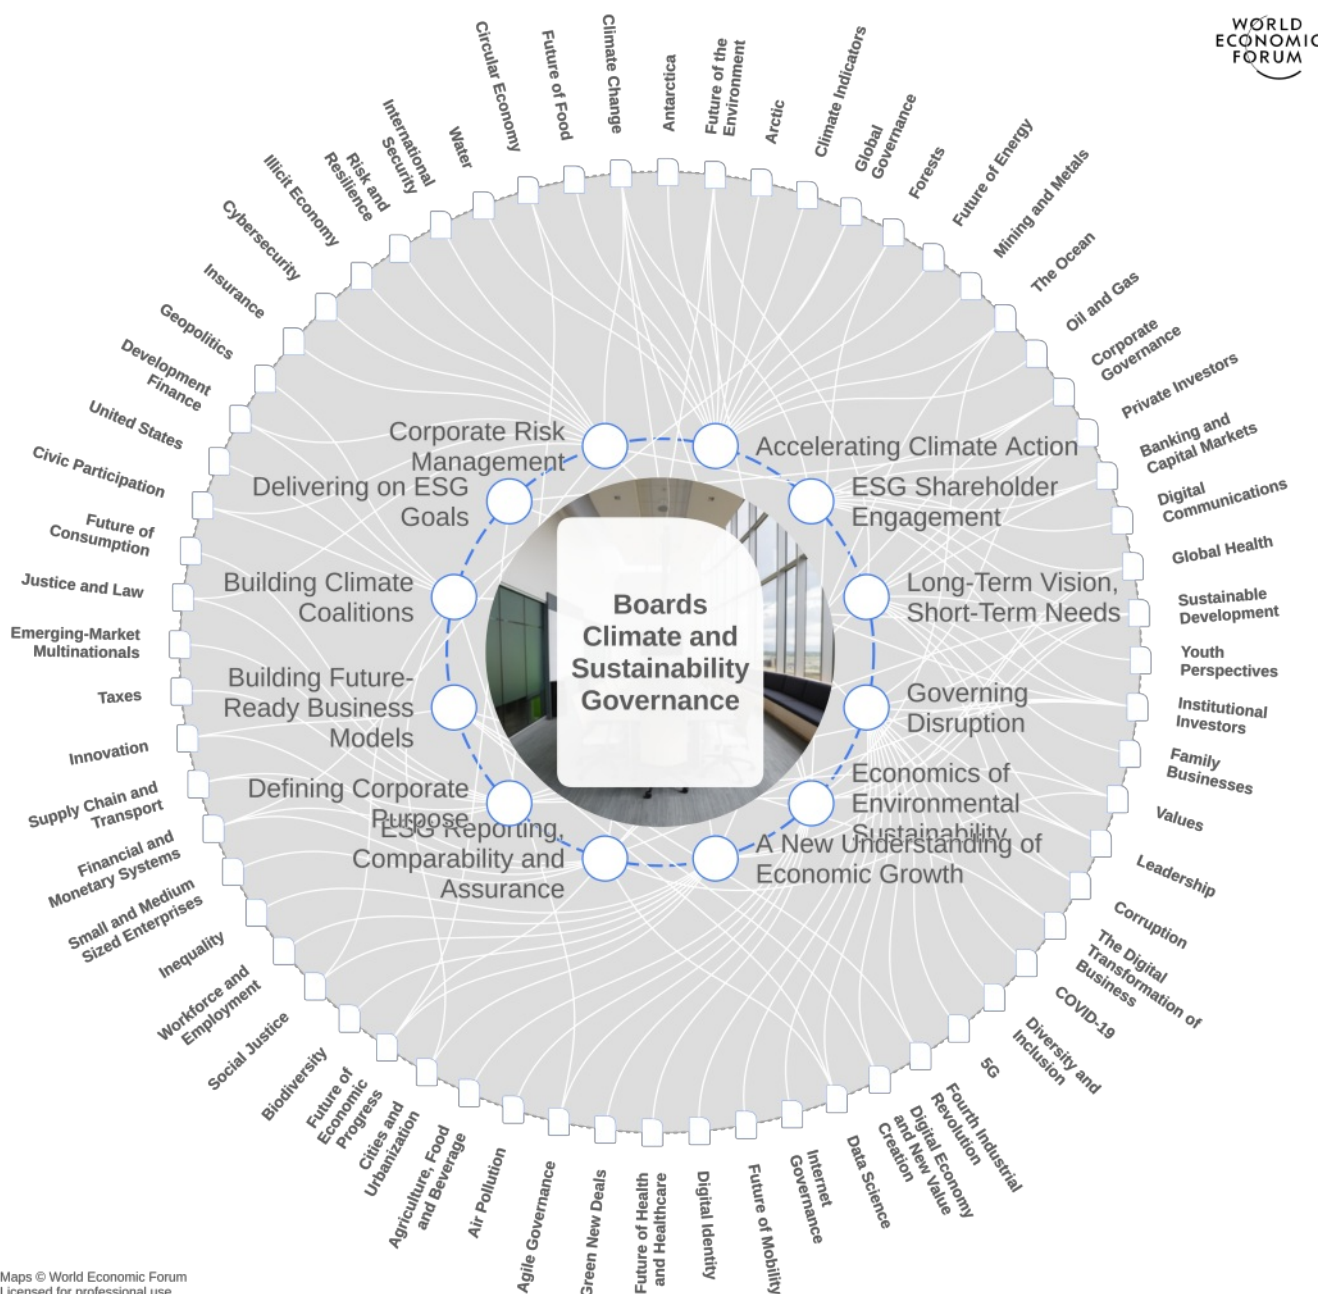 WORLD
ECONOMIC
FORUM
Circular Economy
Future of Food
Climate Change
Antarctica
Future of the
Environment
Arctic
Climate Indicators
Global
Governance
Forests
Future of Energy
Mining and Metals
The Ocean
Oil and Gas
Corporate
Governance
Private Investors
Banking and
Capital Markets
Digital
Communications
Global Health
Sustainable
Development
Youth
Perspectives
Institutional
Investors
Family
Businesses
Values
Leadership
Corruption
The Digital
Transformation of
Business
COVID-19
Diversity and
Inclusion
5G
Fourth Industrial
Revolution
Digital Economy
and New Value
Creation
Data Science
Internet
Governance
Future of Mobility
Digital Identity
Future of Health
and Healthcare
Green New Deals
Agile Governance
Air Pollution
Agriculture, Food
and Beverage
Cities and
Urbanization
Future of
Economic
Progress
Biodiversity
Social Justice
Workforce and
Employment
Inequality
Small and Medium
Sized Enterprises
Financial and
Monetary Systems
Supply Chain and
Transport
Innovation
Taxes
Emerging-Market
Multinationals
Justice and Law
Future of
Consumption
Civic Participation
United States
Development
Finance
Geopolitics
Insurance
Cybersecurity
Illicit Economy
Risk and
Resilience
International
Security
Water
Corporate Risk
Management
Delivering on ESG
Goals
Building Climate
Coalitions
Building Future-
Ready Business
Models
Defining Corporate
Purpose
ESG Reporting,
Comparability and
Assurance
Accelerating Climate Action
ESG Shareholder
Engagement
Long-Term Vision,
Short-Term Needs
Governing
Disruption
Economics of
Environmental
Sustainability
A New Understanding of
Economic Growth
Boards
Climate and
Sustainability
Governance
Maps © World Economic Forum
Licensed for professional use